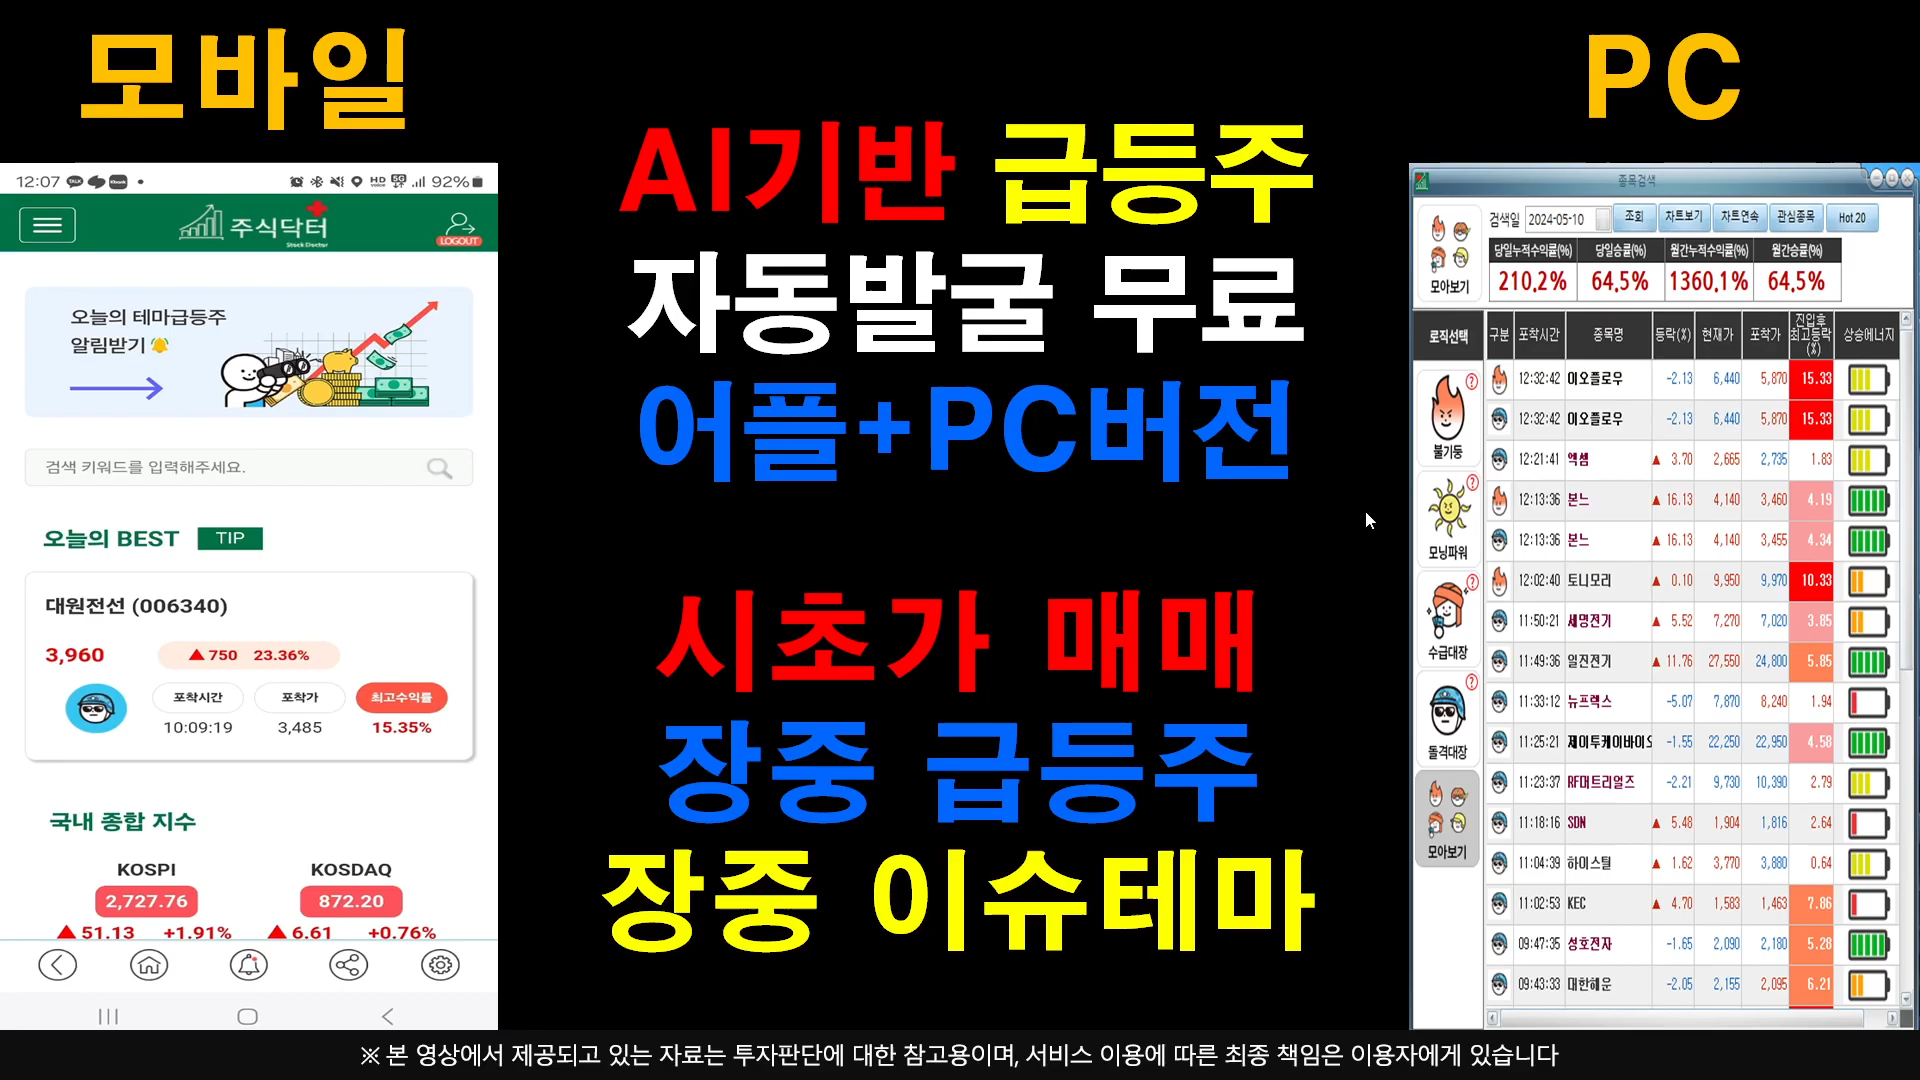 모바일
PC
AI기반 급등주
자동발굴 무료
어플+PC버전
시초가 매매
장중 급등주
장중 이슈테마
12:07
92%
주식닥터
Stock Doctor
LOGOUT
오늘의 테마급등주
알림받기
검색 키워드를 입력해주세요.
오늘의 BEST TIP
대원전선 (006340)
3,960 ▲ 750 23.36%
포착시간 포착가 최고수익률
10:09:19 3,485 15.35%
국내 종합 지수
KOSPI KOSDAQ
2,727.76 872.20
▲ 51.13 +1.91% ▲ 6.61 +0.76%
종목검색
모아보기
검색일 2024-05-10 조회 차트보기 차트연속 관심종목 Hot 20
당일누적수익률(%) 당일승률(%) 월간누적수익률(%) 월간승률(%)
210.2% 64.5% 1360.1% 64.5%
로직선택
불기둥
모닝파워
수급대장
돌격대장
모아보기
구분 포착시간 종목명 등락(%) 현재가 포착가 진입후최고등락(%) 상승에너지
12:32:42 이오플로우 -2.13 6,440 5,870 15.33
12:32:42 이오플로우 -2.13 6,440 5,870 15.33
12:21:41 엑셈 ▲ 3.70 2,665 2,735 1.83
12:13:36 본느 ▲ 16.13 4,140 3,460 4.19
12:13:36 본느 ▲ 16.13 4,140 3,455 4.34
12:02:40 토니모리 ▲ 0.10 9,950 9,970 10.33
11:50:21 세명전기 ▲ 5.52 7,270 7,020 3.85
11:49:36 일진전기 ▲ 11.76 27,550 24,800 5.85
11:33:12 뉴프렉스 -5.07 7,870 8,240 1.94
11:25:21 제이투케이바이오 -1.55 22,250 22,950 4.58
11:23:37 RF머트리얼즈 -2.21 9,730 10,390 2.79
11:18:16 SDN ▲ 5.48 1,904 1,816 2.64
11:04:39 하이스틸 ▲ 1.62 3,770 3,880 0.64
11:02:53 KEC ▲ 4.70 1,583 1,463 7.86
09:47:35 성호전자 -1.65 2,090 2,180 5.28
09:43:33 대한해운 -2.05 2,155 2,095 6.21
※ 본 영상에서 제공되고 있는 자료는 투자판단에 대한 참고용이며, 서비스 이용에 따른 최종 책임은 이용자에게 있습니다